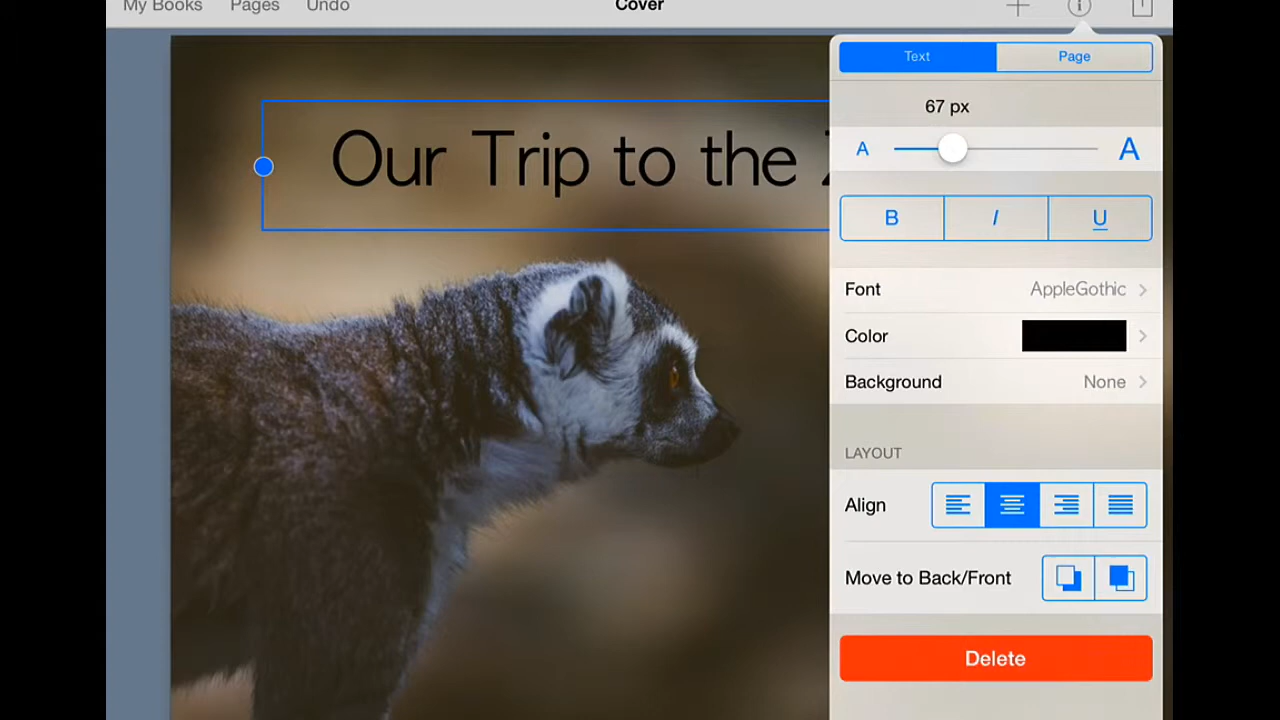 My Books Pages Undo Cover
Text Page
67 px
Our Trip to the
A A
B I U
Font AppleGothic
Color
Background None
LAYOUT
Align
Move to Back/Front
Delete